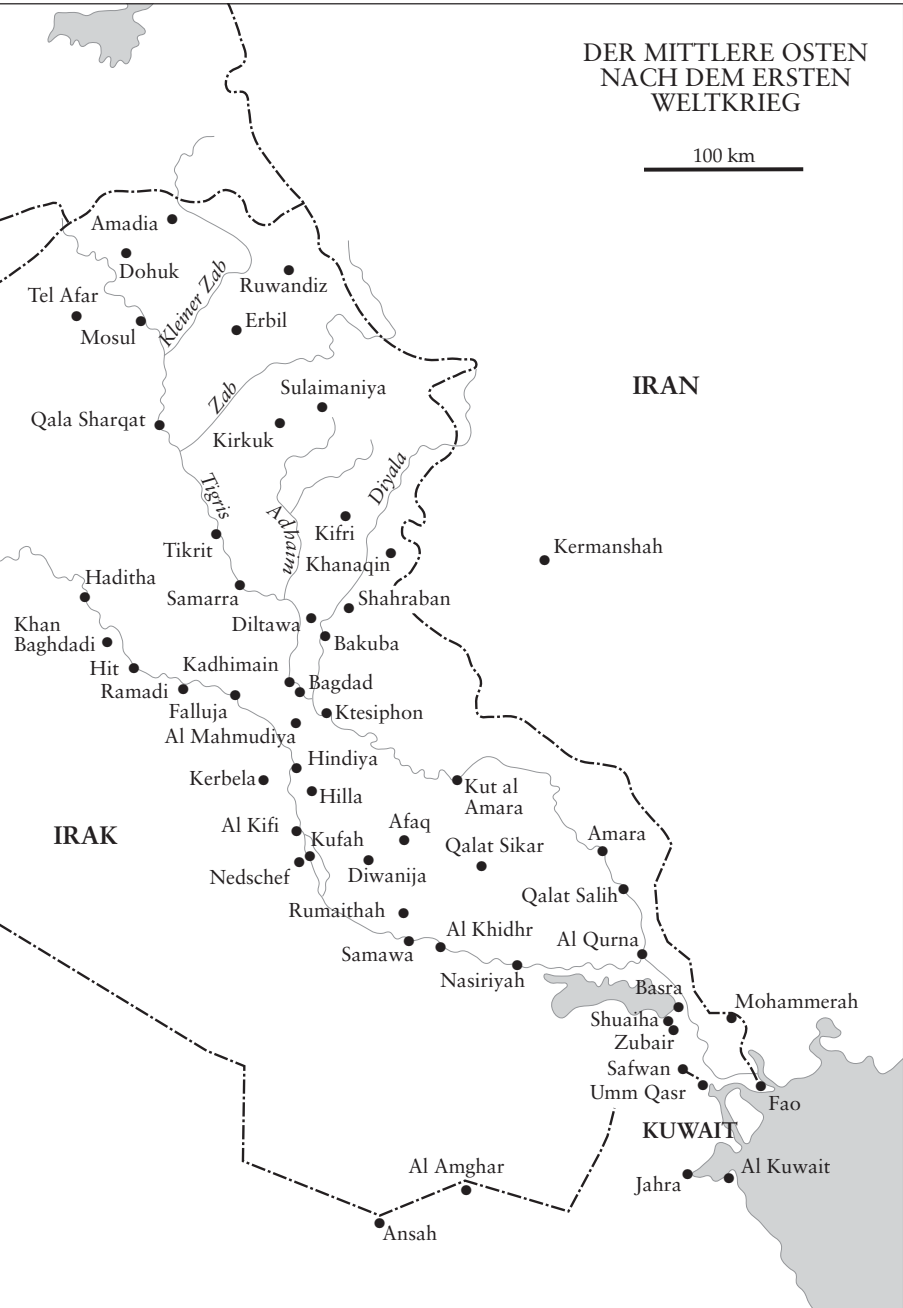 DER MITTLERE OSTEN
NACH DEM ERSTEN
WELTKRIEG
100 km
Amadia
Dohuk
Ruwandiz
Tel Afar
Kleiner Zab
Erbil
Mosul
IRAN
Zab
Sulaimaniya
Qala Sharqat
Kirkuk
Diyala
Tigris
Adhaim
Kifri
Tikrit
Khanaqin
Kermanshah
Haditha
Samarra
Shahraban
Diltawa
Khan
Baghdadi
Bakuba
Hit
Kadhimain
Ramadi
Bagdad
Falluja
Ktesiphon
Al Mahmudiya
Hindiya
Kerbela
Hilla
Kut al
Amara
IRAK
Al Kifi
Kufah
Afaq
Amara
Qalat Sikar
Nedschef
Diwanija
Qalat Salih
Rumaithah
Al Khidhr
Al Qurna
Samawa
Nasiriyah
Basra
Mohammerah
Shuaiha
Zubair
Safwan
Umm Qasr
Fao
KUWAIT
Al Amghar
Al Kuwait
Jahra
Ansah